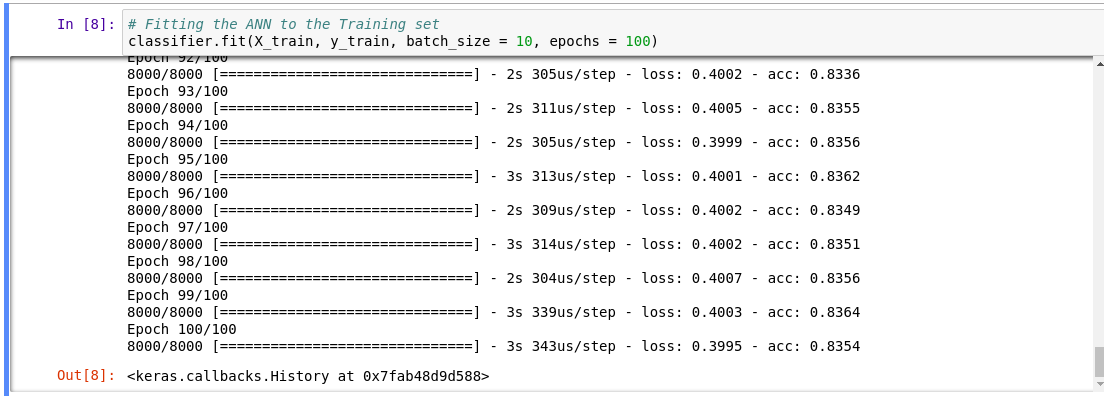 In [8]:
# Fitting the ANN to the Training set
classifier.fit(X_train, y_train, batch_size = 10, epochs = 100)
Epoch 92/100
8000/8000 [==============================] - 2s 305us/step - loss: 0.4002 - acc: 0.8336
Epoch 93/100
8000/8000 [==============================] - 2s 311us/step - loss: 0.4005 - acc: 0.8355
Epoch 94/100
8000/8000 [==============================] - 2s 305us/step - loss: 0.3999 - acc: 0.8356
Epoch 95/100
8000/8000 [==============================] - 3s 313us/step - loss: 0.4001 - acc: 0.8362
Epoch 96/100
8000/8000 [==============================] - 2s 309us/step - loss: 0.4002 - acc: 0.8349
Epoch 97/100
8000/8000 [==============================] - 3s 314us/step - loss: 0.4002 - acc: 0.8351
Epoch 98/100
8000/8000 [==============================] - 2s 304us/step - loss: 0.4007 - acc: 0.8356
Epoch 99/100
8000/8000 [==============================] - 3s 339us/step - loss: 0.4003 - acc: 0.8364
Epoch 100/100
8000/8000 [==============================] - 3s 343us/step - loss: 0.3995 - acc: 0.8354
Out[8]: <keras.callbacks.History at 0x7fab48d9d588>